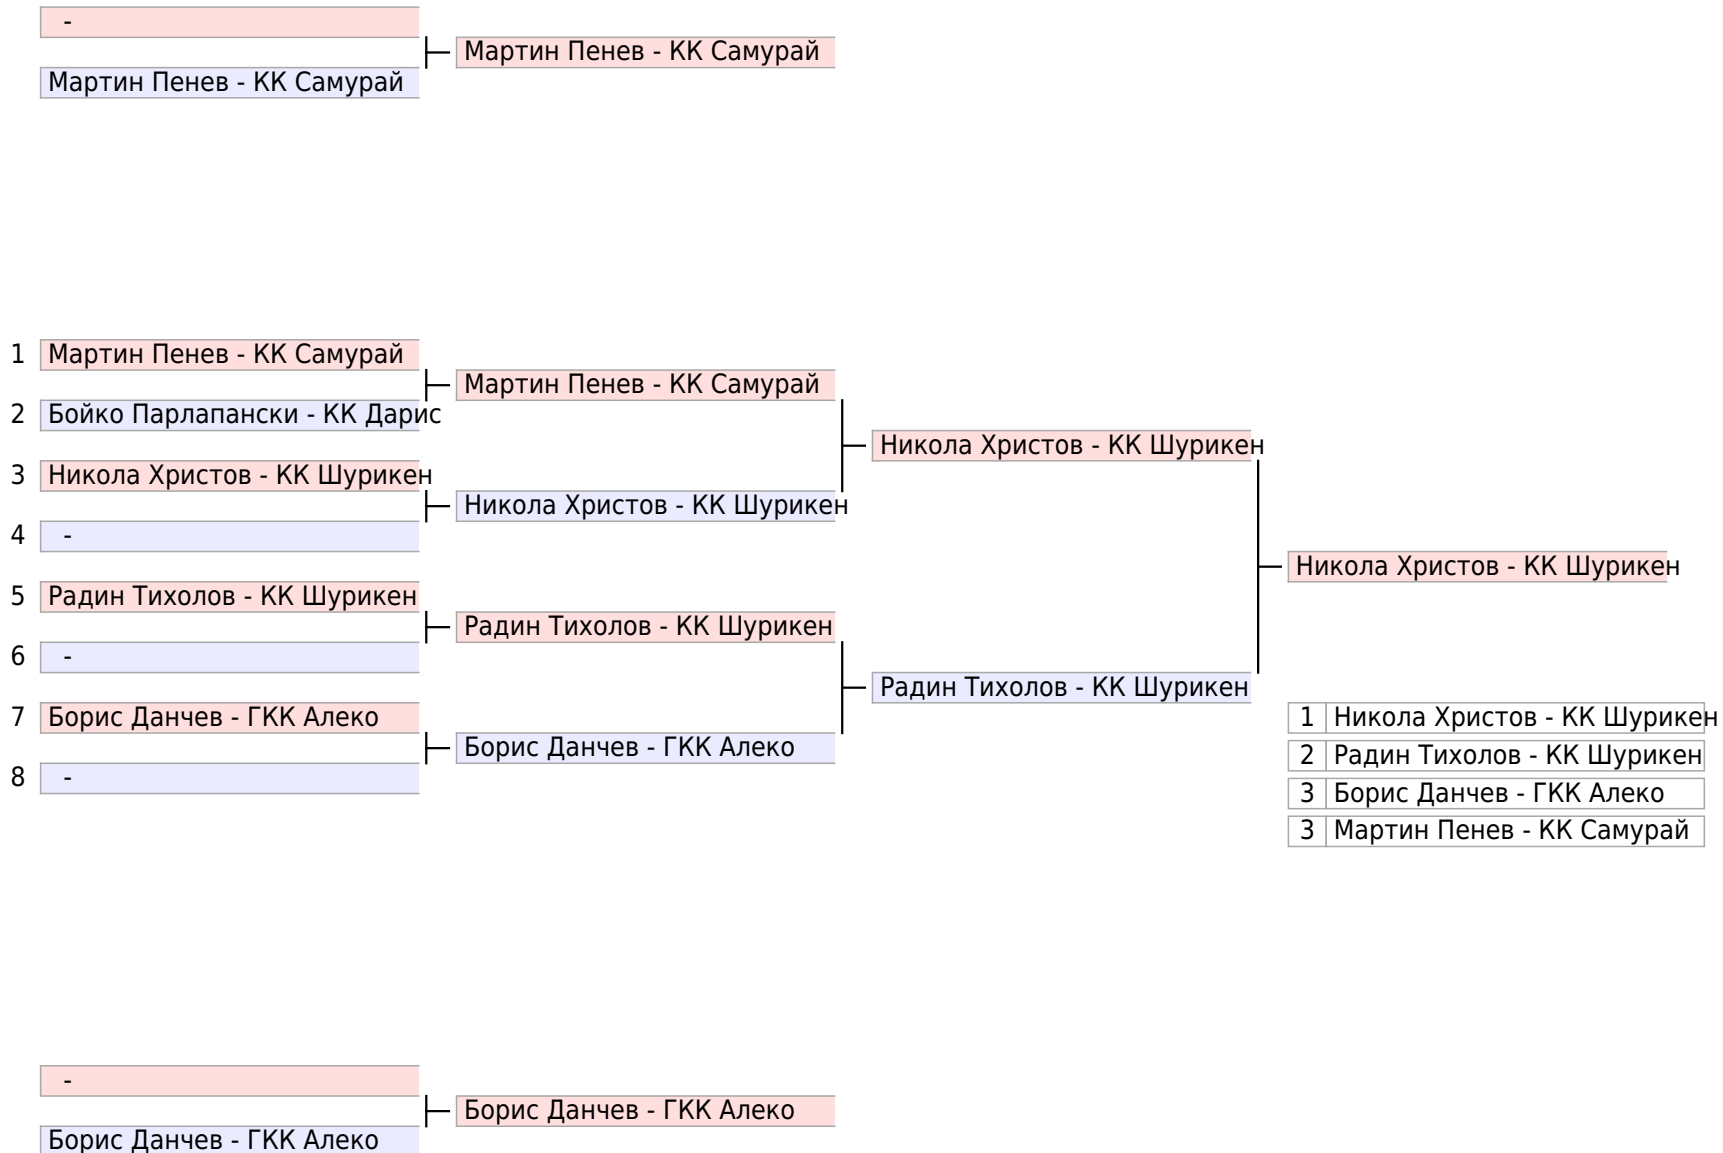 -
Мартин Пенев - КК Самурай
Мартин Пенев - КК Самурай
1 Мартин Пенев - КК Самурай
Мартин Пенев - КК Самурай
2 Бойко Парлапански - КК Дарис
Никола Христов - КК Шурикен
3 Никола Христов - КК Шурикен
Никола Христов - КК Шурикен
4 -
Никола Христов - КК Шурикен
5 Радин Тихолов - КК Шурикен
Радин Тихолов - КК Шурикен
6 -
Радин Тихолов - КК Шурикен
7 Борис Данчев - ГКК Алеко
Борис Данчев - ГКК Алеко
8 -
1 Никола Христов - КК Шурикен
2 Радин Тихолов - КК Шурикен
3 Борис Данчев - ГКК Алеко
3 Мартин Пенев - КК Самурай
-
Борис Данчев - ГКК Алеко
Борис Данчев - ГКК Алеко